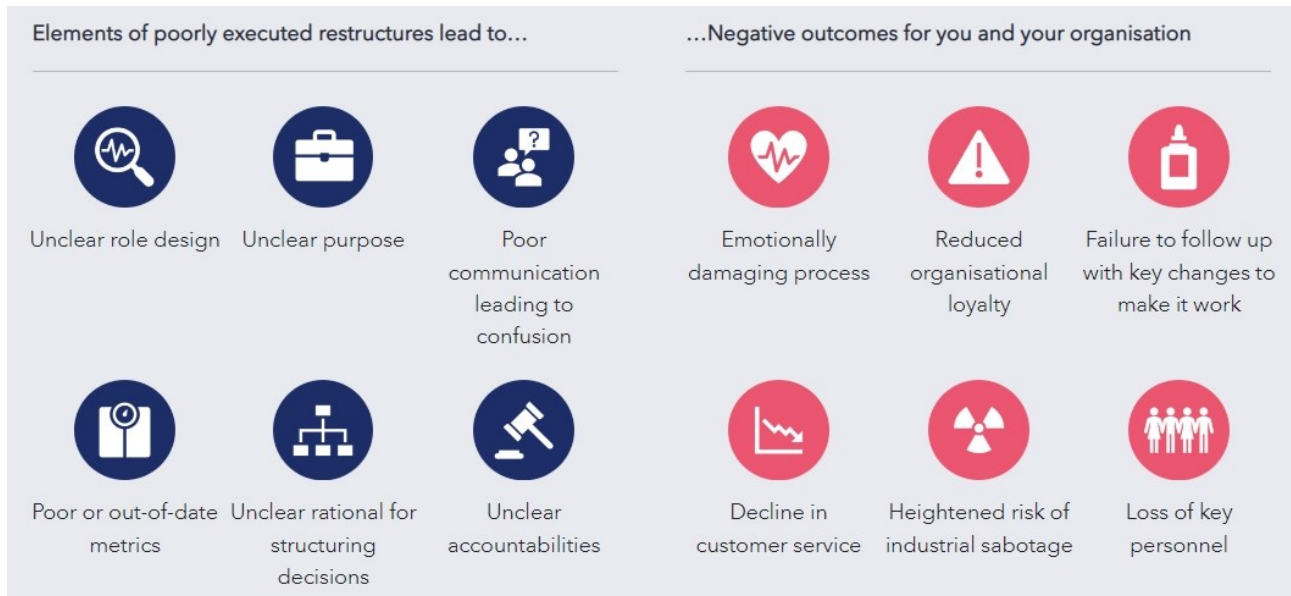 Elements of poorly executed restructures lead to…
Unclear role design
Unclear purpose
?
Poor
communication
leading to
confusion
Poor or out-of-date
metrics
Unclear rational for
structuring
decisions
Unclear
accountabilities
…Negative outcomes for you and your organisation
Emotionally
damaging process
Reduced
organisational
loyalty
Failure to follow up
with key changes to
make it work
Decline in
customer service
Heightened risk of
industrial sabotage
Loss of key
personnel